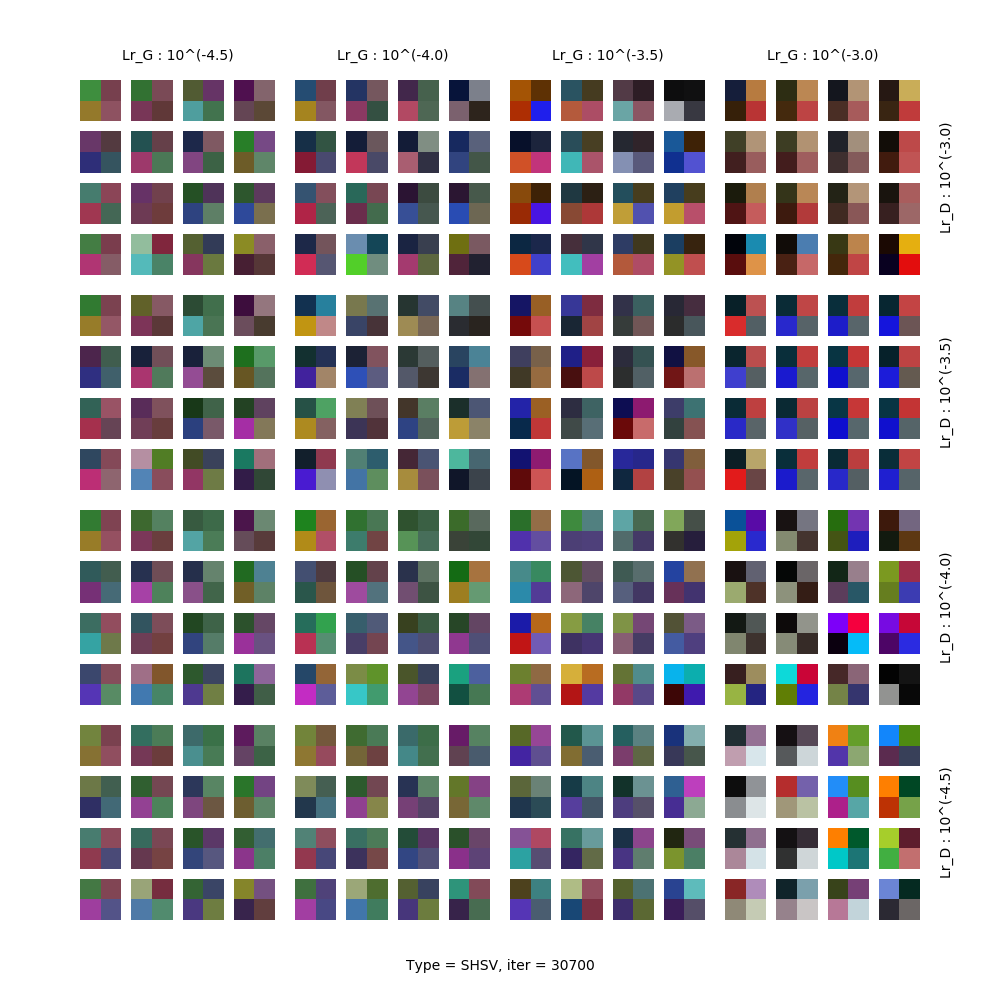 Lr_G : 10^(-4.5)
Lr_G : 10^(-4.0)
Lr_G : 10^(-3.5)
Lr_G : 10^(-3.0)
Lr_D : 10^(-3.0)
Lr_D : 10^(-3.5)
Lr_D : 10^(-4.0)
Lr_D : 10^(-4.5)
Type = SHSV, iter = 30700